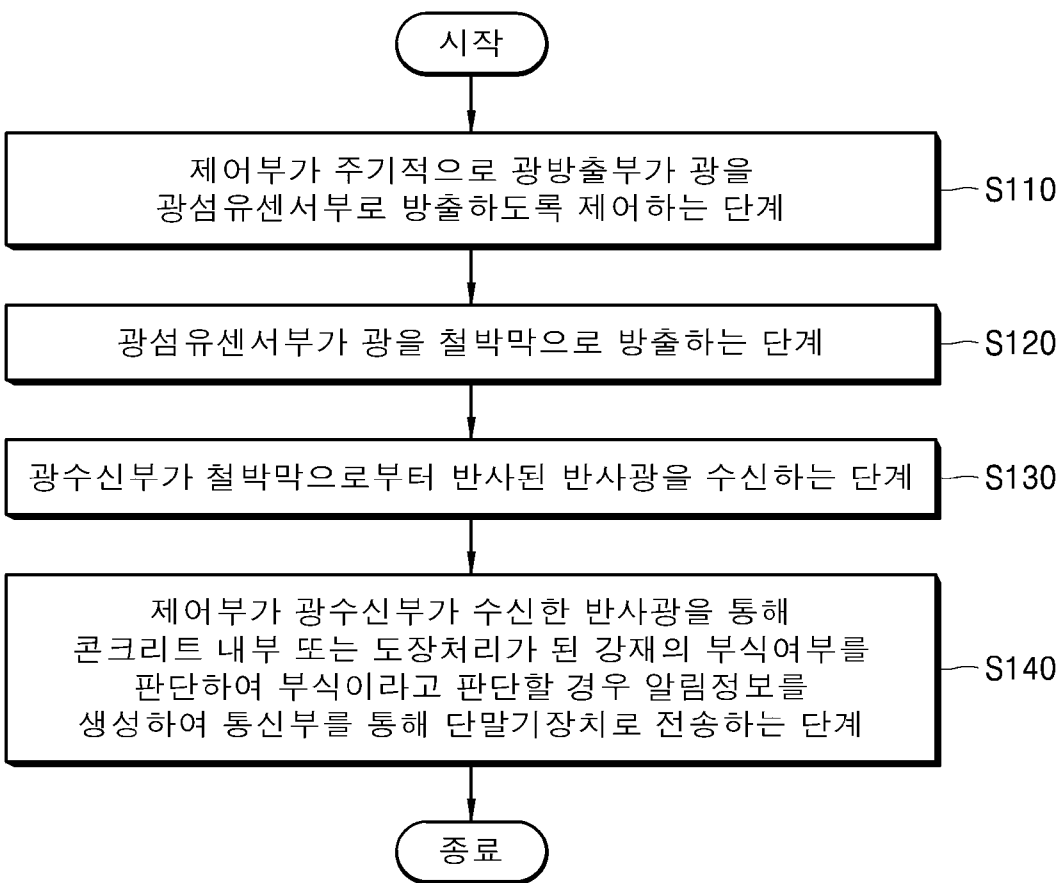 시작
제어부가 주기적으로 광방출부가 광을
광섬유센서부로 방출하도록 제어하는 단계
S110
광섬유센서부가 광을 철박막으로 방출하는 단계
S120
광수신부가 철박막으로부터 반사된 반사광을 수신하는 단계
S130
제어부가 광수신부가 수신한 반사광을 통해
콘크리트 내부 또는 도장처리가 된 강재의 부식여부를
판단하여 부식이라고 판단할 경우 알림정보를
생성하여 통신부를 통해 단말기장치로 전송하는 단계
S140
종료